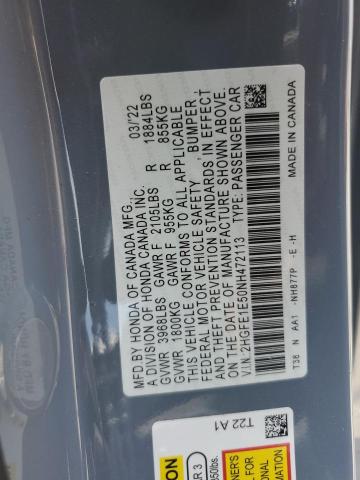 MFD BY HONDA OF CANADA MFG., 03/'22
A DIVISION OF HONDA CANADA INC.
GVWR 3968LBS GAWR F 2105LBS R 1884LBS
GVWR 1800KG GAWR F 955KG R 855KG
THIS VEHICLE CONFORMS TO ALL APPLICABLE
FEDERAL MOTOR VEHICLE SAFETY, BUMPER,
AND THEFT PREVENTION STANDARDS IN EFFECT
ON THE DATE OF MANUFACTURE SHOWN ABOVE.
V.I.N: 2HGFE1E50NH472113 TYPE: PASSENGER CAR
T38 N AA1 -NH877P -E -H MADE IN CANADA
T22 A1